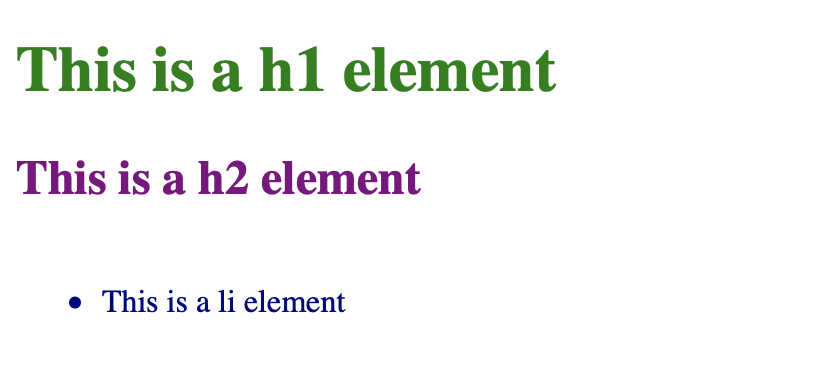 This is a h1 element
This is a h2 element
• This is a li element